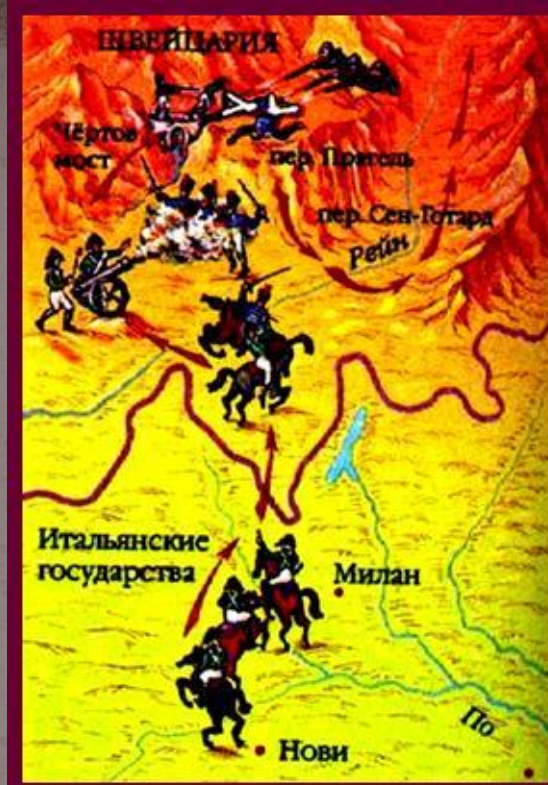 ШВЕЙЦАРИЯ
Чёртов
мост
пер. Прагель
пер. Сен-Готард
Рейн
Итальянские
государства
Милан
По
Нови